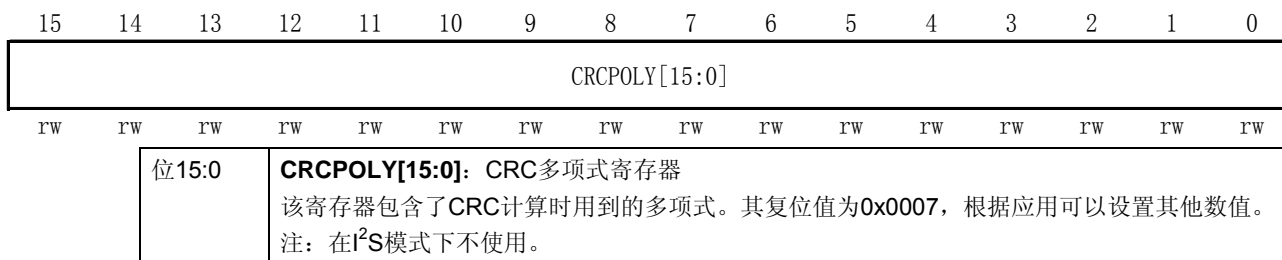 15 14 13 12 11 10 9 8 7 6 5 4 3 2 1 0
CRCPOLY[15:0]
rw rw rw rw rw rw rw rw rw rw rw rw rw rw rw rw
位15:0 CRCPOLY[15:0]：CRC多项式寄存器
该寄存器包含了CRC计算时用到的多项式。其复位值为0x0007，根据应用可以设置其他数值。
注：在I²S模式下不使用。